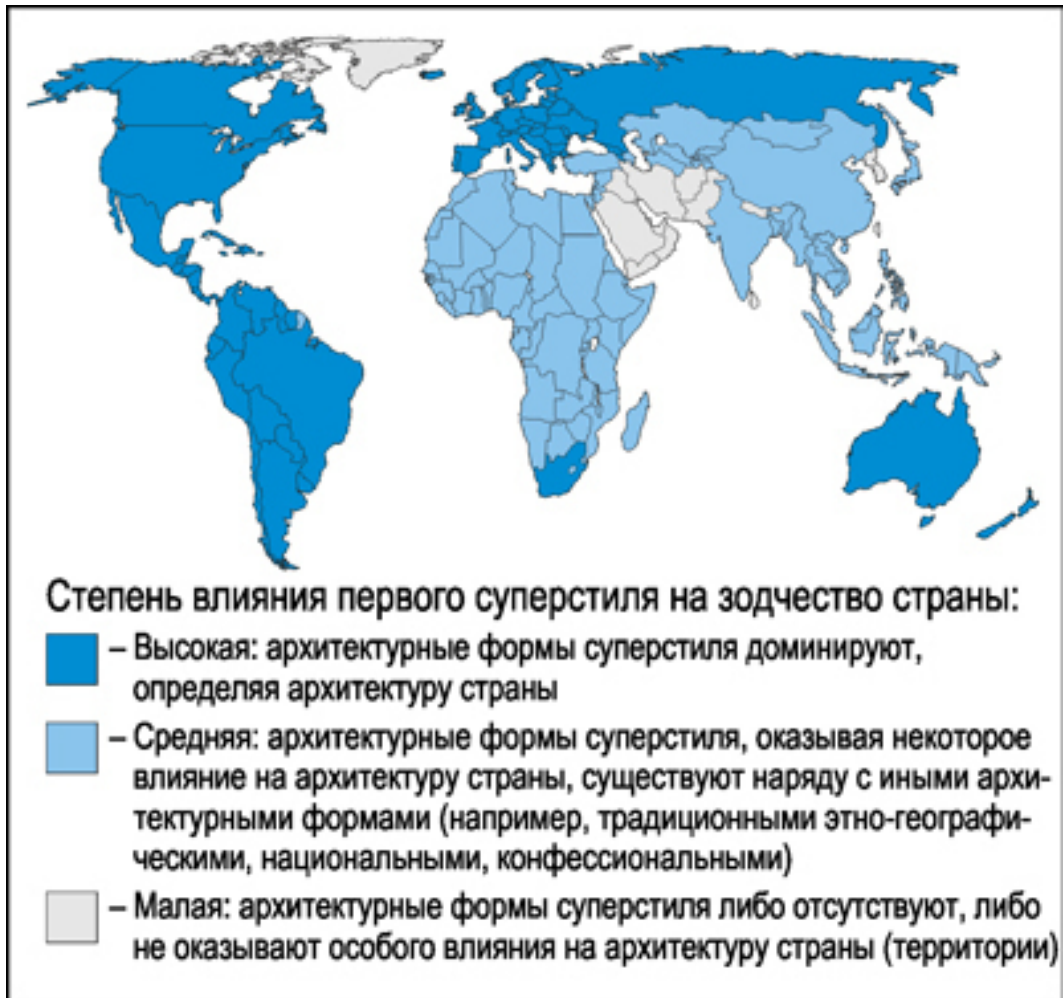 Степень влияния первого суперстиля на зодчество страны:
– Высокая: архитектурные формы суперстиля доминируют,
определяя архитектуру страны
– Средняя: архитектурные формы суперстиля, оказывая некоторое
влияние на архитектуру страны, существуют наряду с иными архи-
тектурными формами (например, традиционными этно-географи-
ческими, национальными, конфессиональными)
– Малая: архитектурные формы суперстиля либо отсутствуют, либо
не оказывают особого влияния на архитектуру страны (территории)